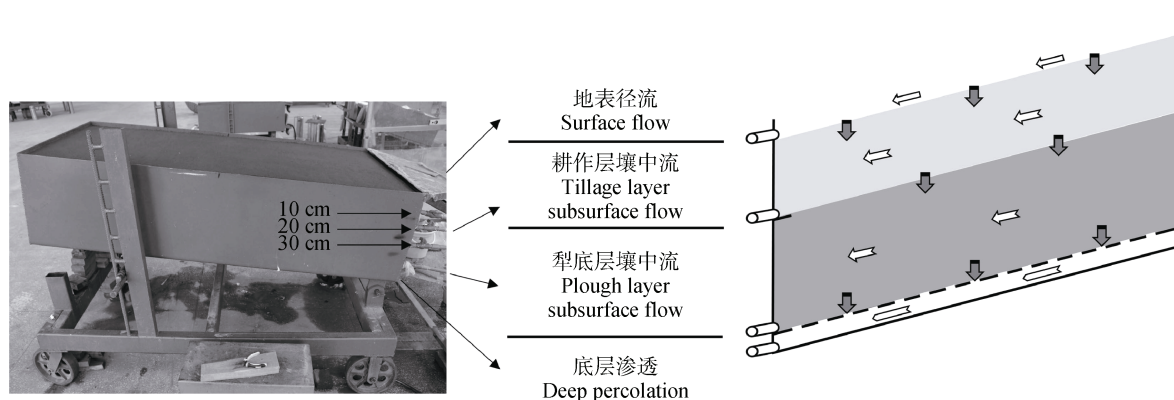 10 cm
20 cm
30 cm
地表径流
Surface flow
耕作层壤中流
Tillage layer
subsurface flow
犁底层壤中流
Plough layer
subsurface flow
底层渗透
Deep percolation